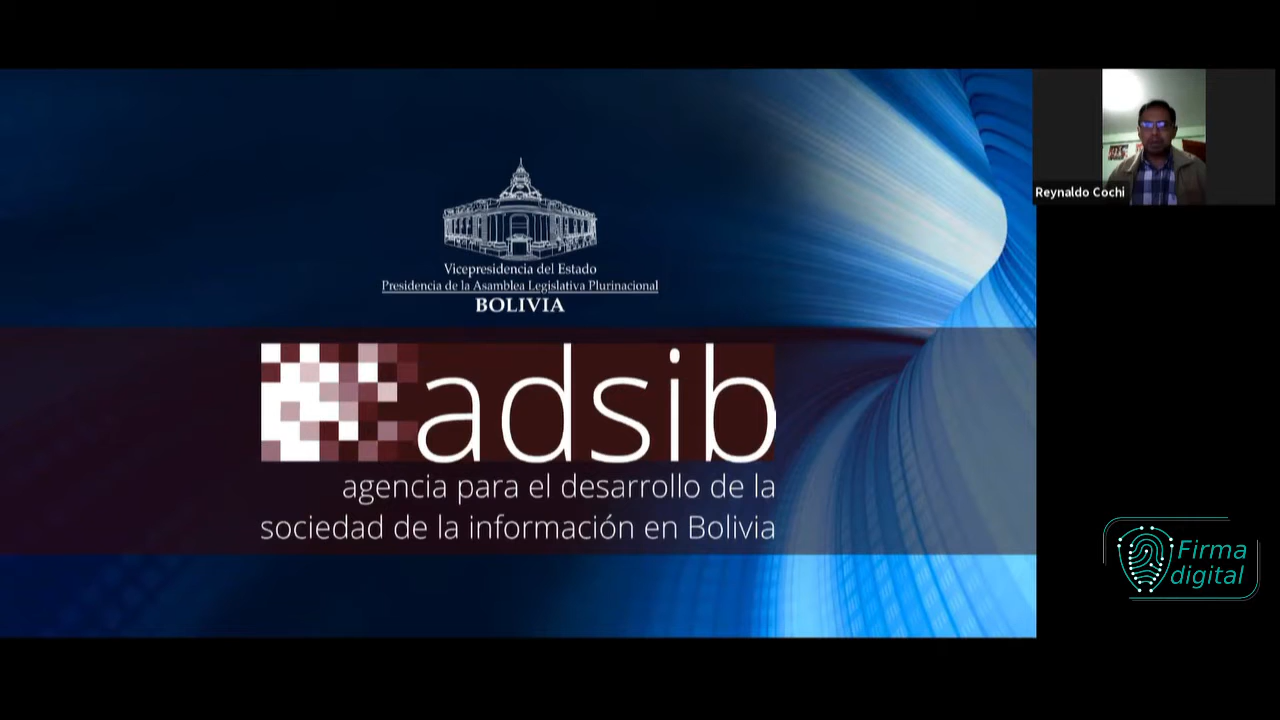 Vicepresidencia del Estado
Presidencia de la Asamblea Legislativa Plurinacional
BOLIVIA
adsib
agencia para el desarrollo de la
sociedad de la información en Bolivia
Reynaldo Cochi
Firma
digital